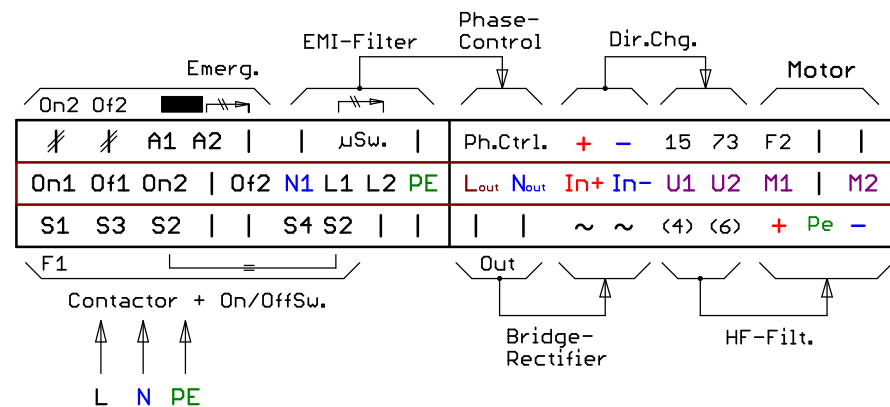 Phase-
Control
EMI-Filter
Dir.Chg.
Emerg.
Motor
On2 Of2
A1 A2 | | µSw. | Ph.Ctrl. + - 15 73 F2 | |
On1 Of1 On2 | Of2 N1 L1 L2 PE Lout Nout In+ In- U1 U2 M1 | M2
S1 S3 S2 | | S4 S2 | | | | ~ ~ (4) (6) + Pe -
F1 = Out
Contactor + On/OffSw.
Bridge-
Rectifier
HF-Filt.
L N PE